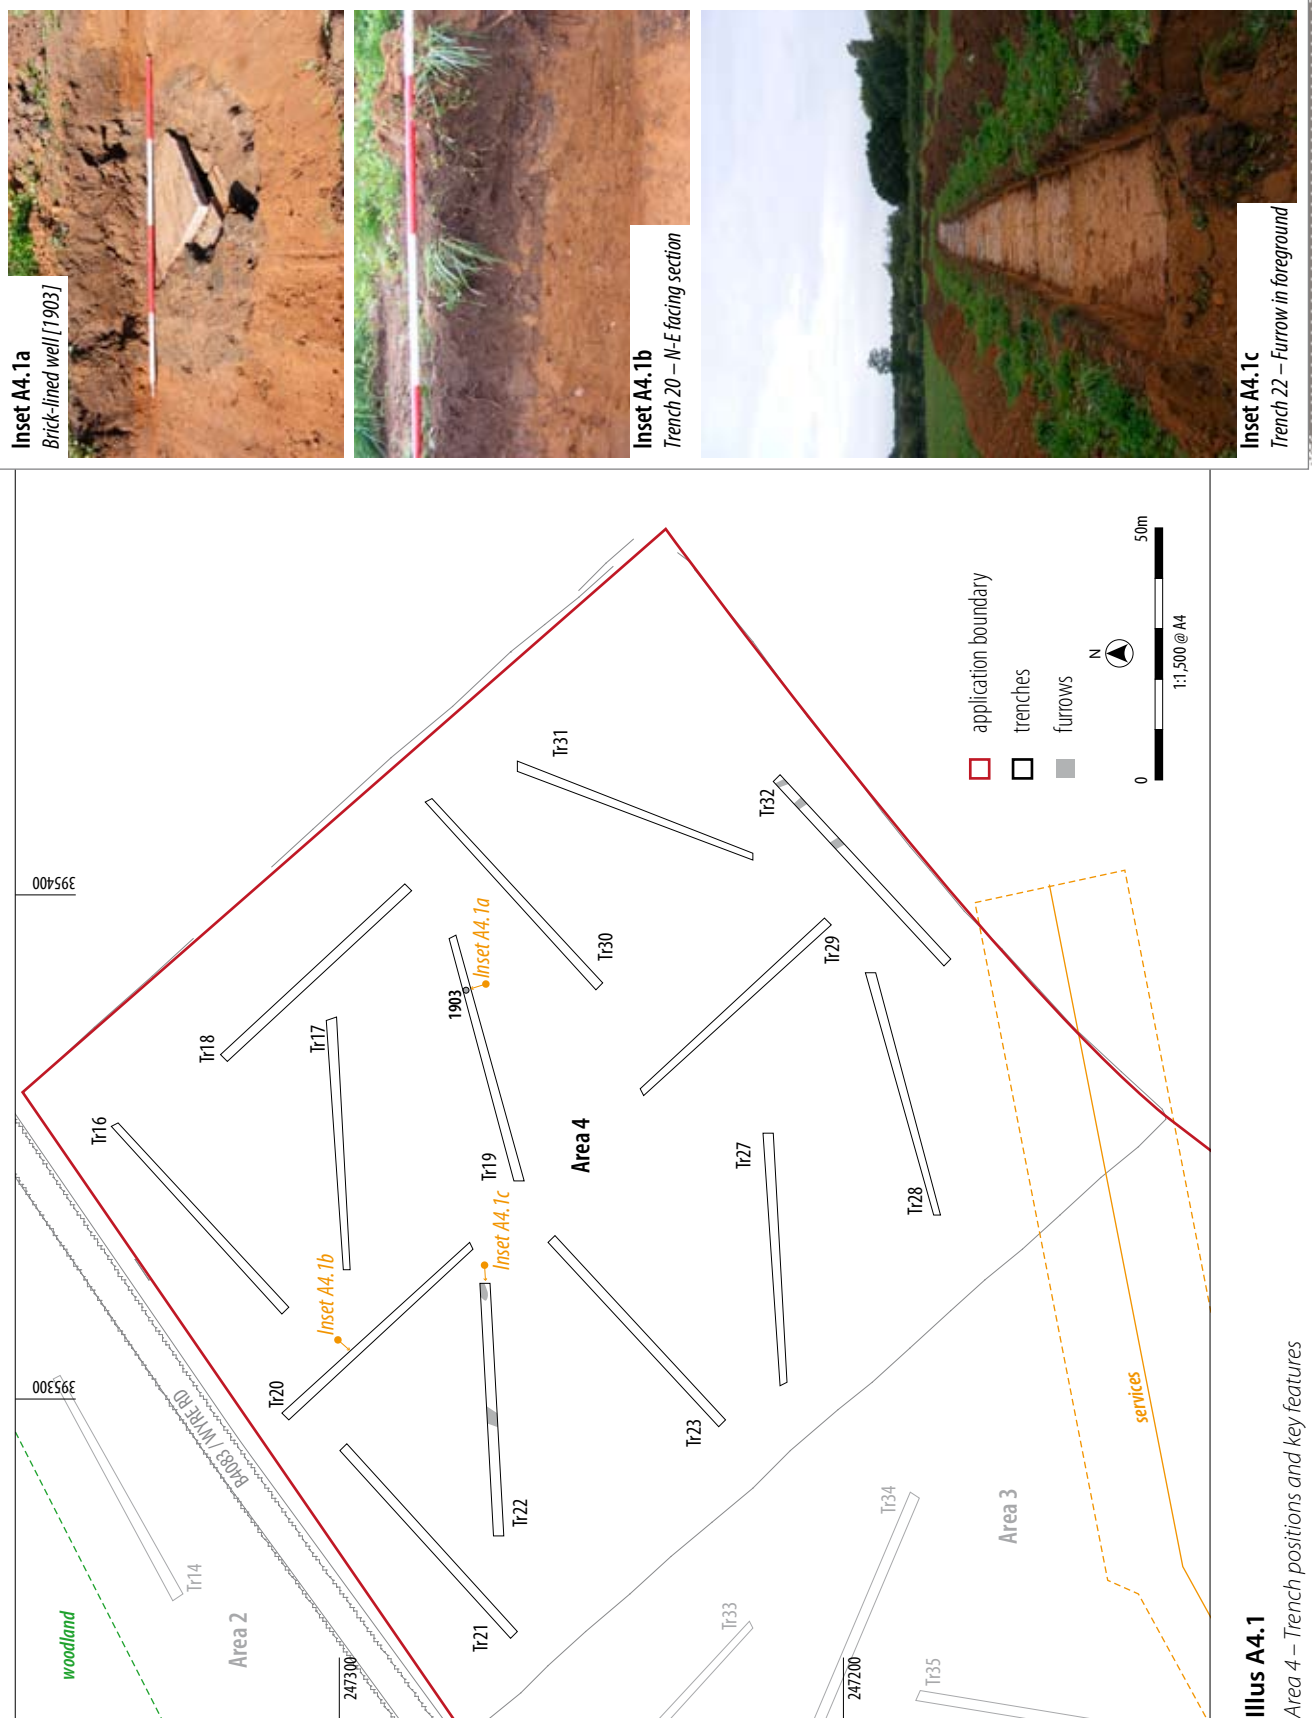 Inset A4.1a
Brick-lined well [1903]
Inset A4.1b
Trench 20 – N-E facing section
Inset A4.1c
Trench 22 – Furrow in foreground
395300
395400
247300
247200
woodland
Area 2
Tr14
B4083 / WYRE RD
Tr16
Tr18
Tr17
Tr20
Inset A4.1b
Tr21
Tr22
Inset A4.1c
Tr19
1903
Inset A4.1a
Tr31
Tr30
Area 4
Tr23
Tr27
Tr29
Tr32
Tr28
Tr33
Tr34
Tr35
Area 3
services
application boundary
trenches
furrows
N
0
50m
1:1,500 @ A4
Illus A4.1
Area 4 – Trench positions and key features